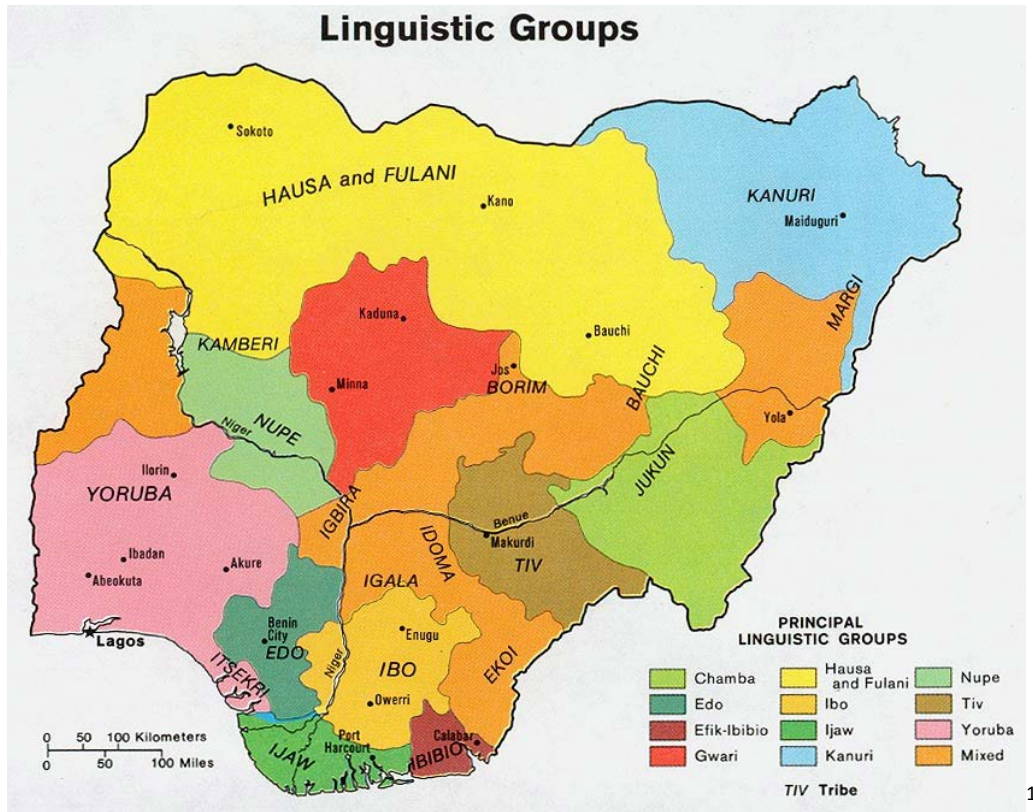 Linguistic Groups
Sokoto
HAUSA and FULANI
Kano
KANURI
Maiduguri
MARGI
Kaduna
KAMBERI
Bauchi
BAUCHI
Jos
BORIM
Minna
Yola
Niger
NUPE
Ilorin
YORUBA
JUKUN
IGBIRA
Benue
Makurdi
IDOMA
TIV
Ibadan
Akure
Abeokuta
IGALA
Lagos
Benin
City
EDO
Enugu
ITSEKRI
Niger
IBO
EKOI
Owerri
Port
Harcourt
Calabar
IBIBIO
IJAW
0 50 100 Kilometers
0 50 100 Miles
PRINCIPAL
LINGUISTIC GROUPS
Chamba
Edo
Efik-Ibibio
Gwari
Hausa
and Fulani
Ibo
Ijaw
Kanuri
Nupe
Tiv
Yoruba
Mixed
TIV Tribe
1